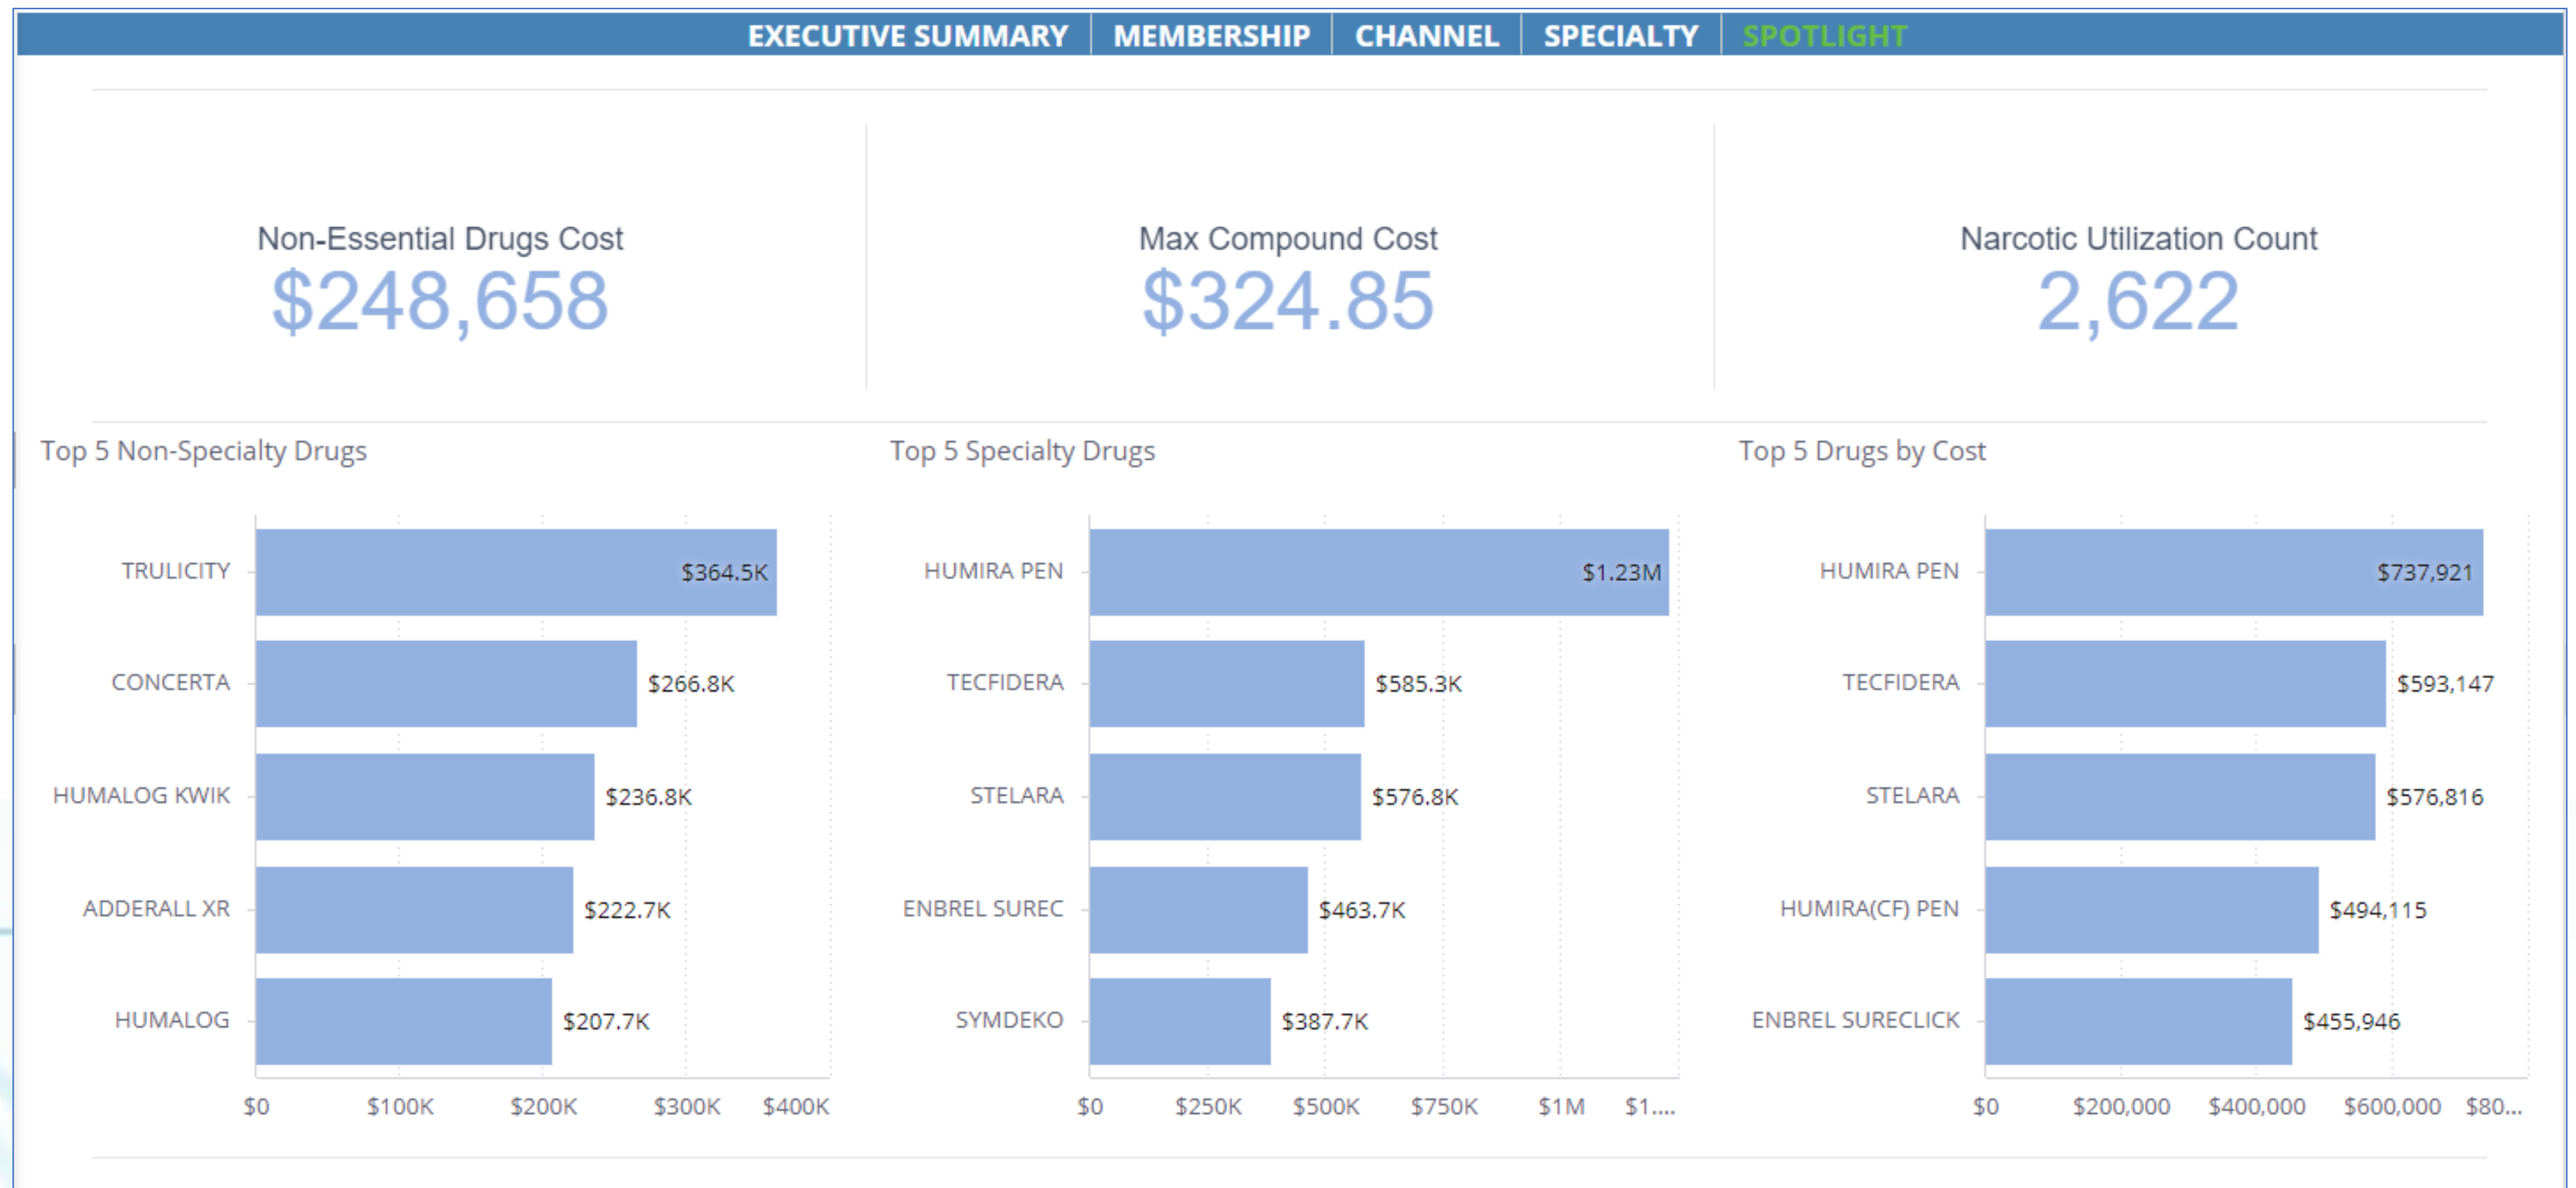 EXECUTIVE SUMMARY MEMBERSHIP CHANNEL SPECIALTY SPOTLIGHT
Non-Essential Drugs Cost
$248,658
Max Compound Cost
$324.85
Narcotic Utilization Count
2,622
Top 5 Non-Specialty Drugs
TRULICITY $364.5K
CONCERTA $266.8K
HUMALOG KWIK $236.8K
ADDERALL XR $222.7K
HUMALOG $207.7K
$0 $100K $200K $300K $400K
Top 5 Specialty Drugs
HUMIRA PEN $1.23M
TECFIDERA $585.3K
STELARA $576.8K
ENBREL SUREC $463.7K
SYMDEKO $387.7K
$0 $250K $500K $750K $1M $1....
Top 5 Drugs by Cost
HUMIRA PEN $737,921
TECFIDERA $593,147
STELARA $576,816
HUMIRA(CF) PEN $494,115
ENBREL SURECLICK $455,946
$0 $200,000 $400,000 $600,000 $80...